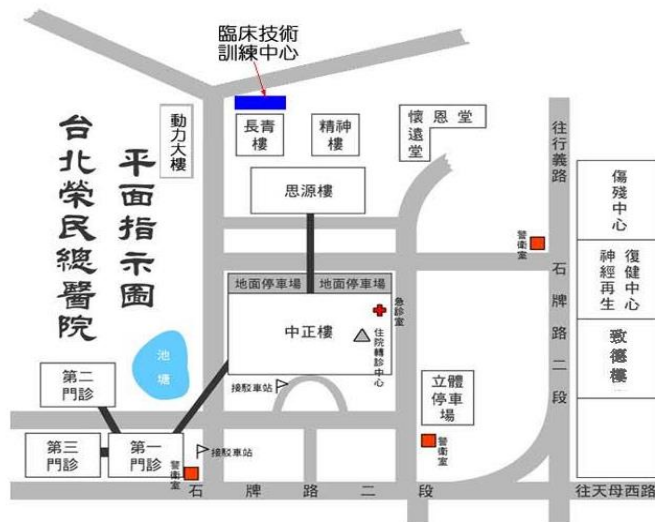 臨床技術
訓練中心
台北榮民總醫院
平面指示圖
動力大樓
長青
樓
精神
樓
懷恩堂
遠
堂
往行義路
思源樓
傷殘中心
警衛室
復健中心
神經再生
地面停車場
地面停車場
急診室
中正樓
住院轉診中心
石牌路二段
致德樓
池塘
第二
門診
接駁車站
立體
停車
場
第三
門診
第一
門診
接駁車站
警衛室
警衛室
石牌路二段
往天母西路